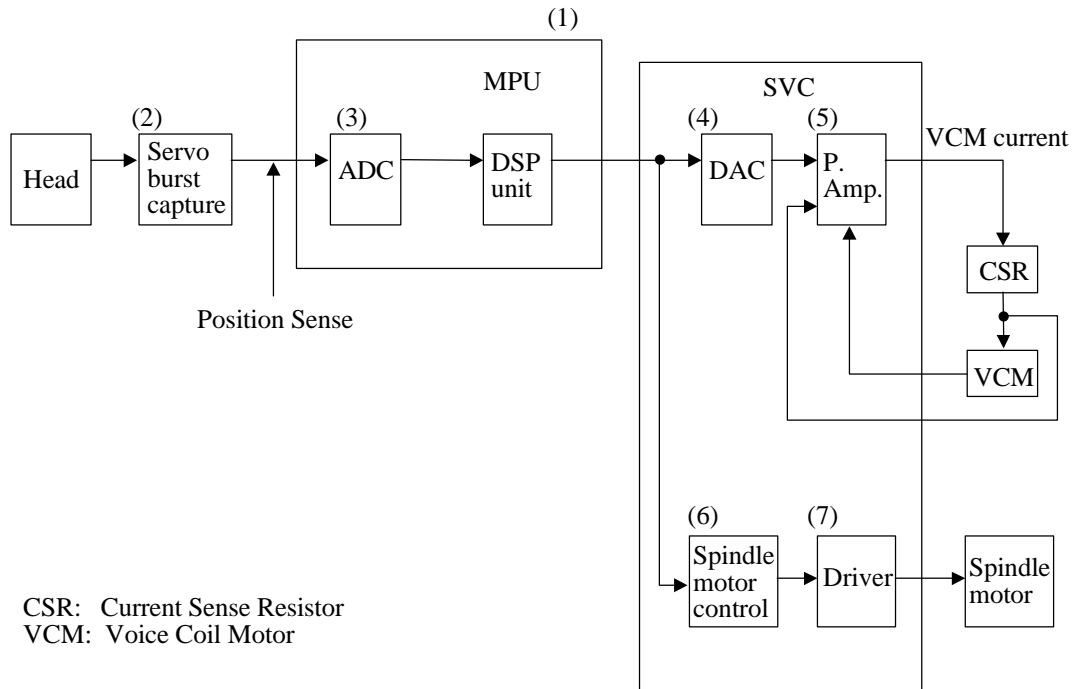 (1)
MPU
SVC
(2)
(3)
(4)
(5)
VCM current
Head
Servo
burst
capture
ADC
DSP
unit
DAC
P.
Amp.
CSR
Position Sense
VCM
(6)
(7)
Spindle
motor
control
Driver
Spindle
motor
CSR: Current Sense Resistor
VCM: Voice Coil Motor